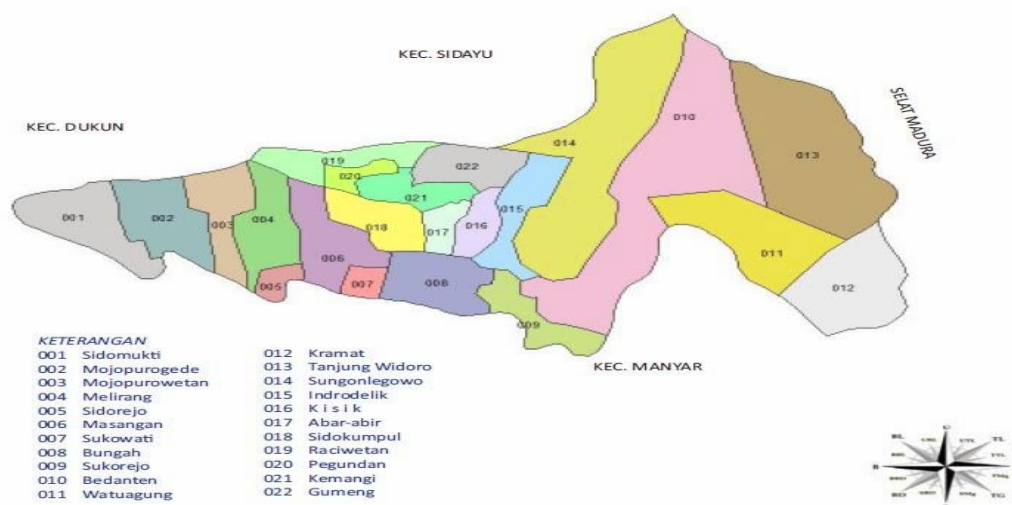 KEC. SIDAYU
KEC. DUKUN
SELAT MADURA
010
014
013
019
022
020
021
001
002
003
004
015
016
018
017
006
011
005
007
008
012
009
KEC. MANYAR
KETERANGAN
001 Sidomukti
002 Mojopurogede
003 Mojopurowetan
004 Melirang
005 Sidorejo
006 Masangan
007 Sukowati
008 Bungah
009 Sukorejo
010 Bedanten
011 Watuagung
012 Kramat
013 Tanjung Widoro
014 Sungonlegowo
015 Indrodelik
016 K i s i k
017 Abar-abir
018 Sidokumpul
019 Raciwetan
020 Pegundan
021 Kemangi
022 Gumeng
U
BL
TL
B
BD
TG